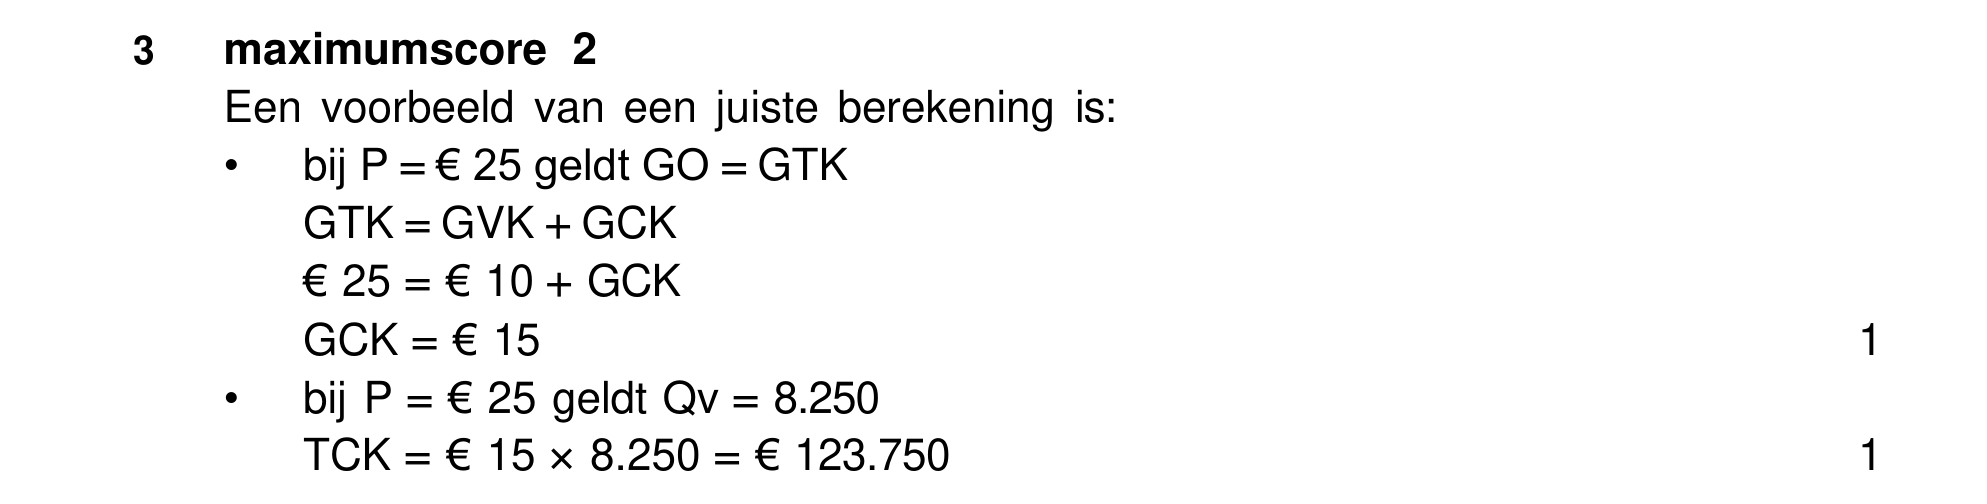 3 maximumscore 2
Een voorbeeld van een juiste berekening is:
• bij P = € 25 geldt GO = GTK
GTK = GVK + GCK
€ 25 = € 10 + GCK
GCK = € 15 1
• bij P = € 25 geldt Qv = 8.250
TCK = € 15 × 8.250 = € 123.750 1